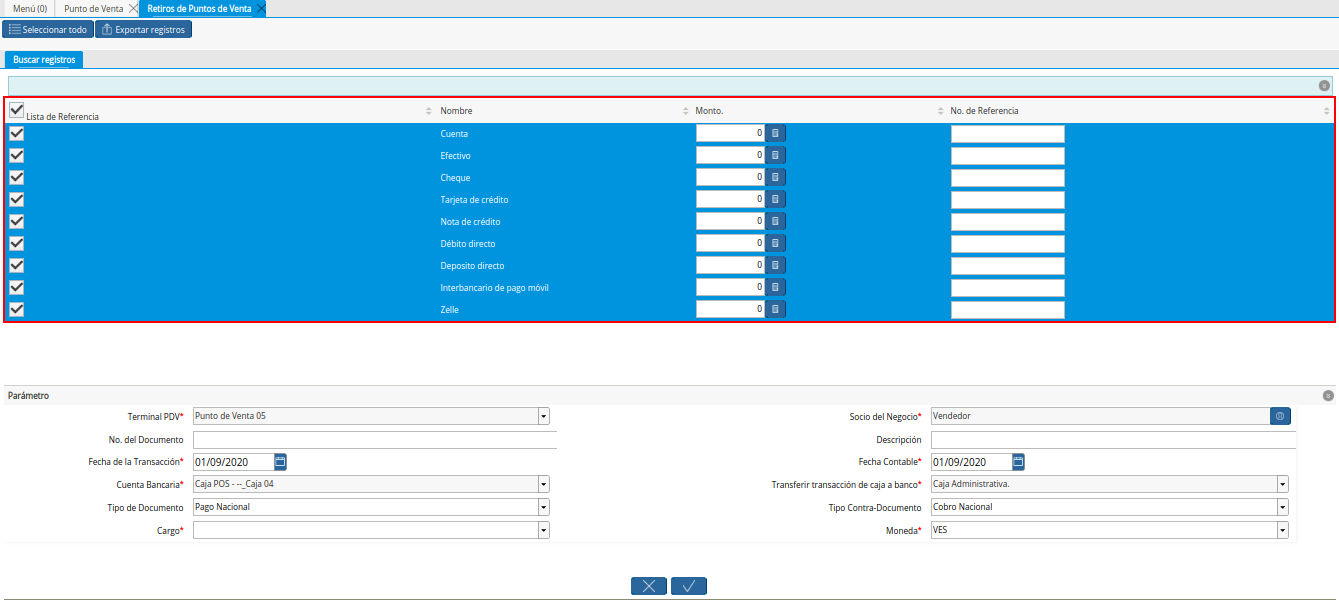 Menú (0) Punto de Venta Retiros de Puntos de Venta
Seleccionar todo Exportar registros
Buscar registros
Lista de Referencia Nombre Monto. No. de Referencia
Cuenta 0
Efectivo 0
Cheque 0
Tarjeta de crédito 0
Nota de crédito 0
Débito directo 0
Deposito directo 0
Interbancario de pago móvil 0
Zelle 0
Parámetro
Terminal PDV* Punto de Venta 05 Socio del Negocio* Vendedor
No. del Documento Descripción
Fecha de la Transacción* 01/09/2020 Fecha Contable* 01/09/2020
Cuenta Bancaria* Caja POS - --_Caja 04 Transferir transacción de caja a banco* Caja Administrativa.
Tipo de Documento Pago Nacional Tipo Contra-Documento Cobro Nacional
Cargo* Moneda* VES